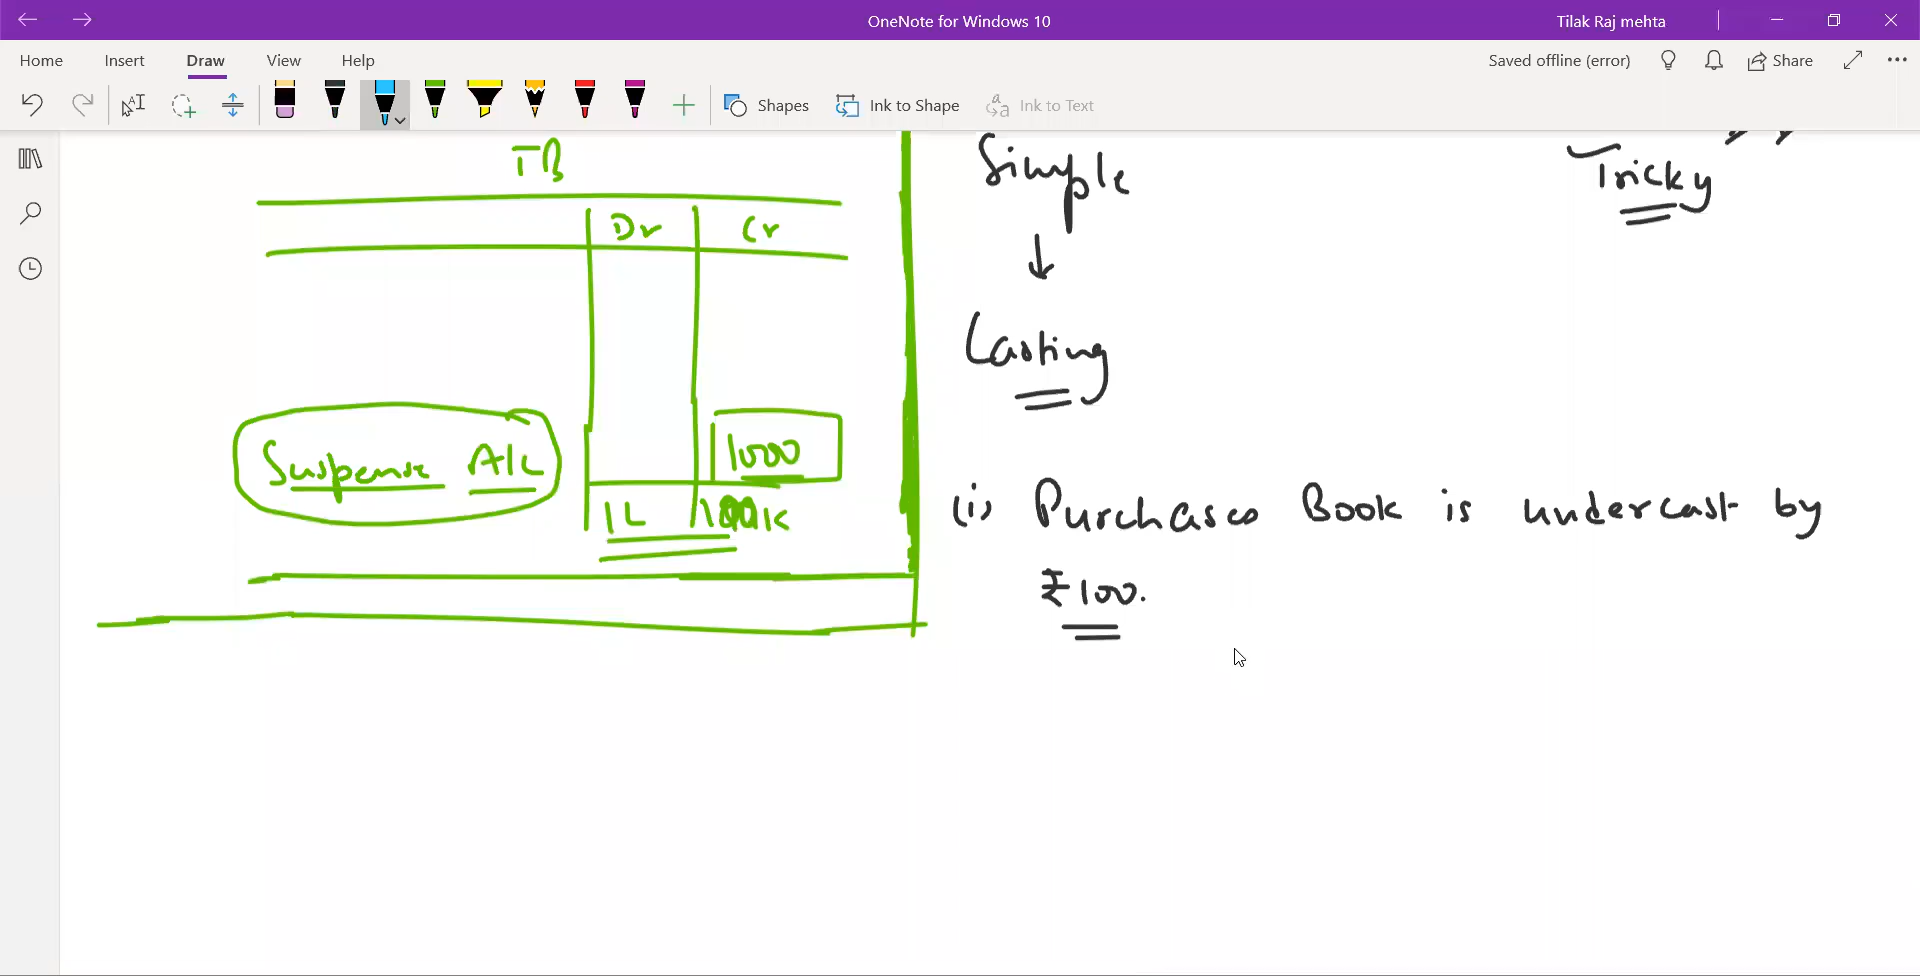 OneNote for Windows 10
Tilak Raj mehta
Home Insert Draw View Help
Saved offline (error)
Share
Shapes
Ink to Shape
Ink to Text
TB
Dr Cr
Suspense A/c
1000
1L
Simple
Tricky
↓
Casting
(i) Purchases Book is undercast by
₹100.